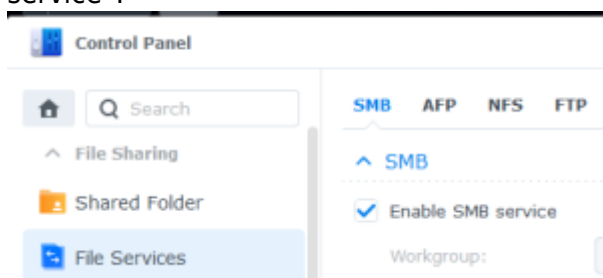 Control Panel
Search
File Sharing
Shared Folder
File Services
SMB AFP NFS FTP
SMB
Enable SMB service
Workgroup: